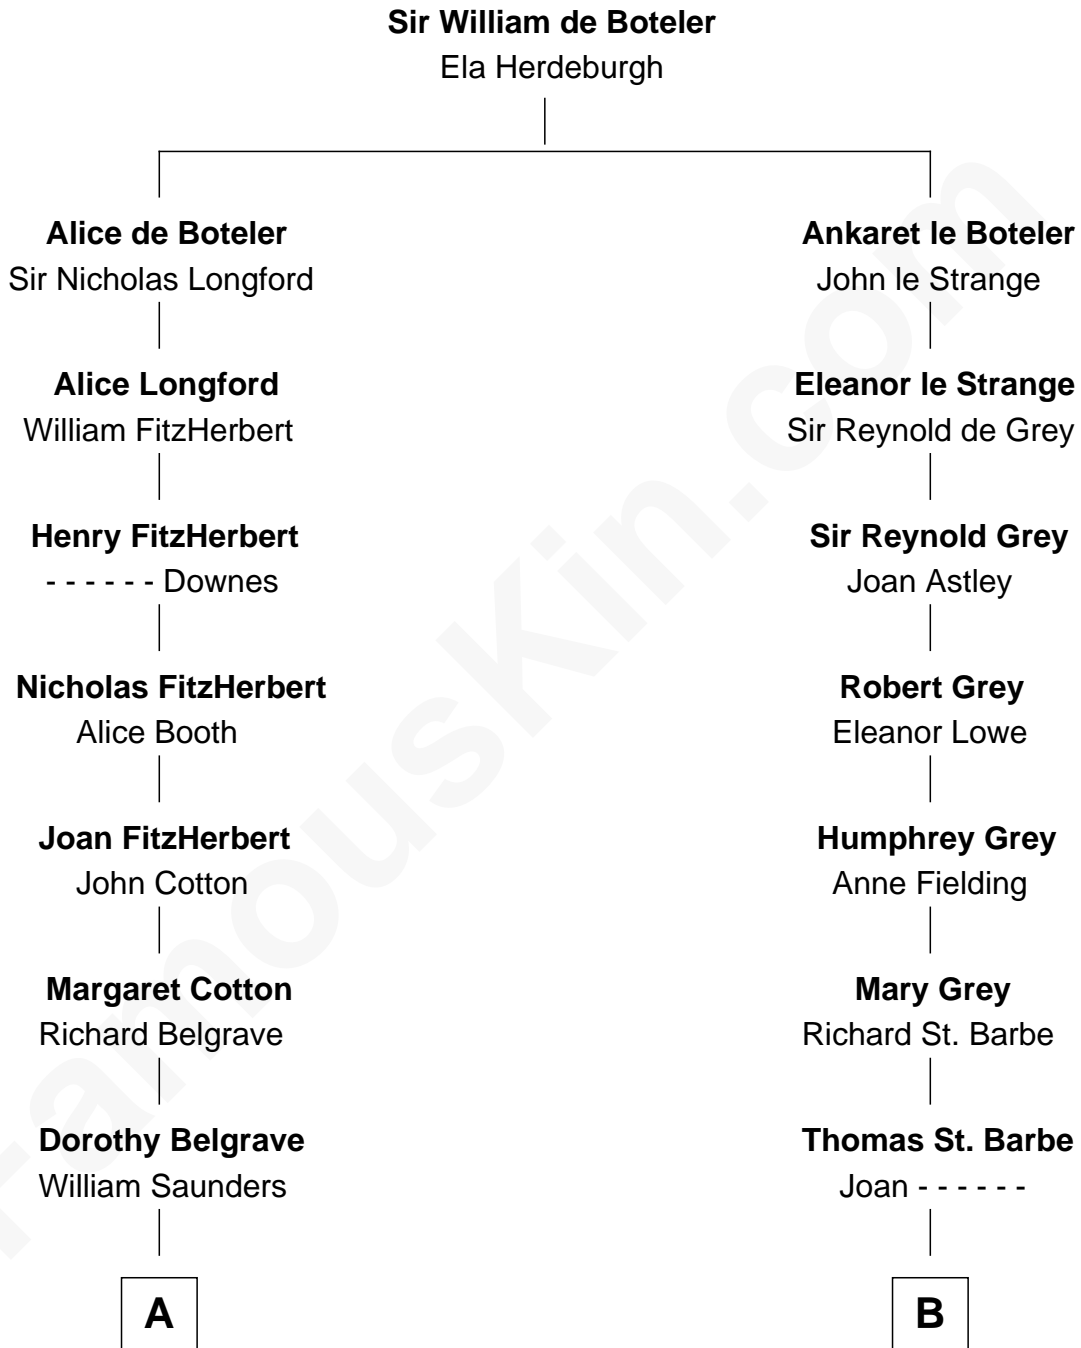 Sir William de Boteler
Ela Herdeburgh
Alice de Boteler
Sir Nicholas Longford
Ankaret le Boteler
John le Strange
Alice Longford
William FitzHerbert
Eleanor le Strange
Sir Reynold de Grey
Henry FitzHerbert
- - - - - - Downes
Sir Reynold Grey
Joan Astley
Nicholas FitzHerbert
Alice Booth
Robert Grey
Eleanor Lowe
Joan FitzHerbert
John Cotton
Humphrey Grey
Anne Fielding
Margaret Cotton
Richard Belgrave
Mary Grey
Richard St. Barbe
Dorothy Belgrave
William Saunders
Thomas St. Barbe
Joan - - - - - -
A
B
FamousKin.com